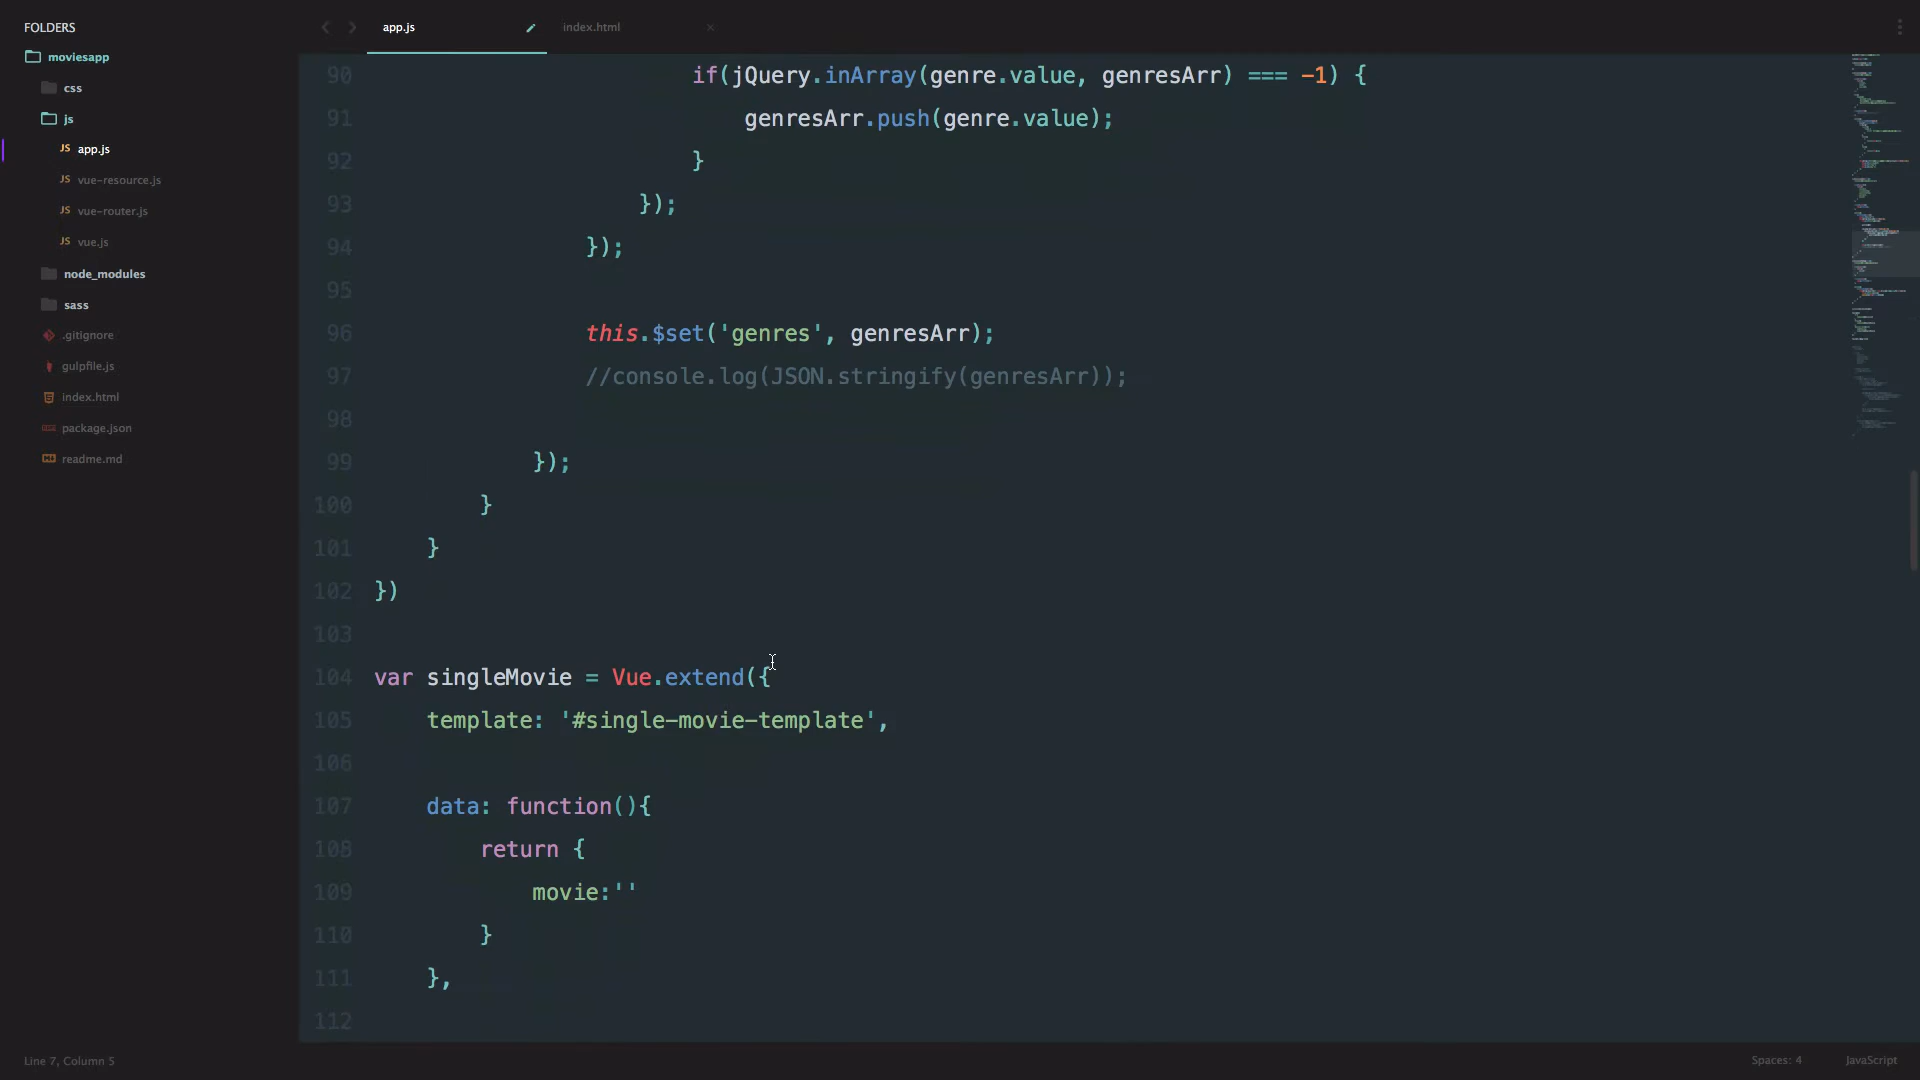 FOLDERS
moviesapp
css
js
JS app.js
JS vue-resource.js
JS vue-router.js
JS vue.js
node_modules
sass
.gitignore
gulpfile.js
index.html
package.json
readme.md
app.js
index.html
90 if(jQuery.inArray(genre.value, genresArr) === -1) {
91 genresArr.push(genre.value);
92 }
93 });
94 });
95
96 this.$set('genres', genresArr);
97 //console.log(JSON.stringify(genresArr));
98
99 });
100 }
101 }
102 })
103
104 var singleMovie = Vue.extend({
105 template: '#single-movie-template',
106
107 data: function(){
108 return {
109 movie:''
110 }
111 },
112
Line 7, Column 5
Spaces: 4
JavaScript